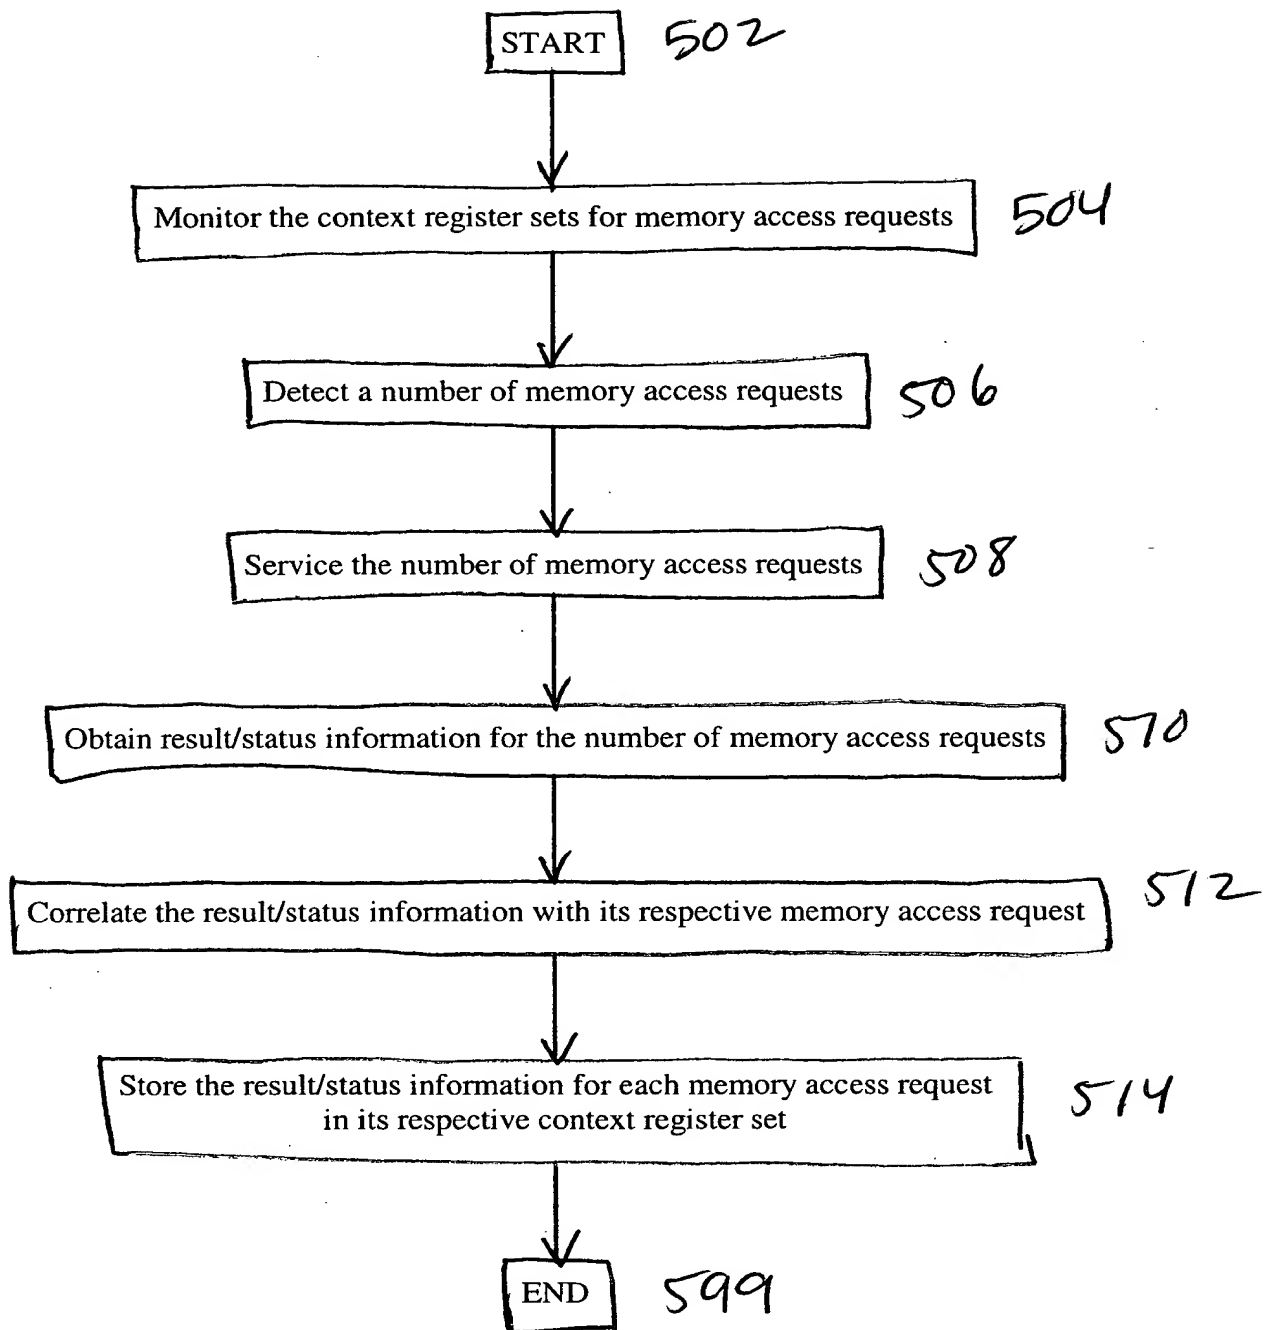 START 502
Monitor the context register sets for memory access requests 504
Detect a number of memory access requests 506
Service the number of memory access requests 508
Obtain result/status information for the number of memory access requests 510
Correlate the result/status information with its respective memory access request 512
Store the result/status information for each memory access request
in its respective context register set 514
END 599